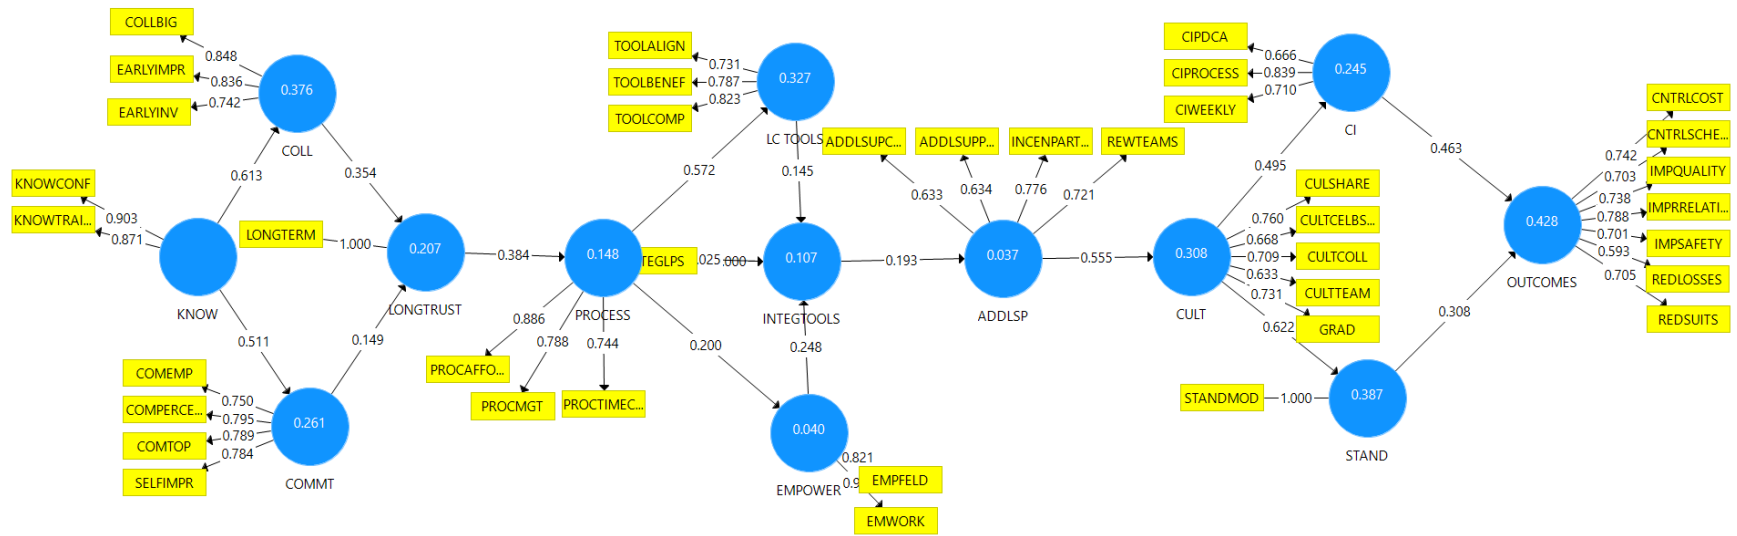 COLLBIG
0.848
EARLYIMPR
0.836
EARLYINV
0.742
0.376
COLL
0.613
0.354
KNOWCONF
0.903
KNOWTRAI...
0.871
KNOW
LONGTERM
1.000
0.207
LONGTRUST
0.511
0.149
COMEMP
0.750
COMPERCE...
0.795
COMTOP
0.789
SELFIMPR
0.784
0.261
COMMT
0.384
0.148
PROCESS
0.886
0.788
0.744
PROCAFFO...
PROCMGT
PROCTIMEC...
TOOLALIGN
0.731
TOOLBENEF
0.787
TOOLCOMP
0.823
0.327
LC TOOLS
0.572
0.145
TEGLPS
.025
.000
0.107
INTEGTOOLS
0.200
0.248
0.040
EMPOWER
0.821
0.9
EMPFELD
EMWORK
0.193
ADDLSUPC...
ADDLSUPP...
INCENPART...
REWTEAMS
0.633
0.634
0.776
0.721
0.037
ADDLSP
0.555
CIPDCA
0.666
CIPROCESS
0.839
CIWEEKLY
0.710
0.245
CI
0.495
0.463
0.308
CULT
CULSHARE
0.760
CULTCELBS...
0.668
CULTCOLL
0.709
CULTTEAM
0.633
GRAD
0.731
0.622
STANDMOD
1.000
0.387
STAND
0.308
0.428
OUTCOMES
CNTRLCOST
0.742
CNTRLSCHE...
0.703
IMPQUALITY
0.738
IMPRRELATI...
0.788
IMPSAFETY
0.701
REDLOSSES
0.593
REDSUITS
0.705